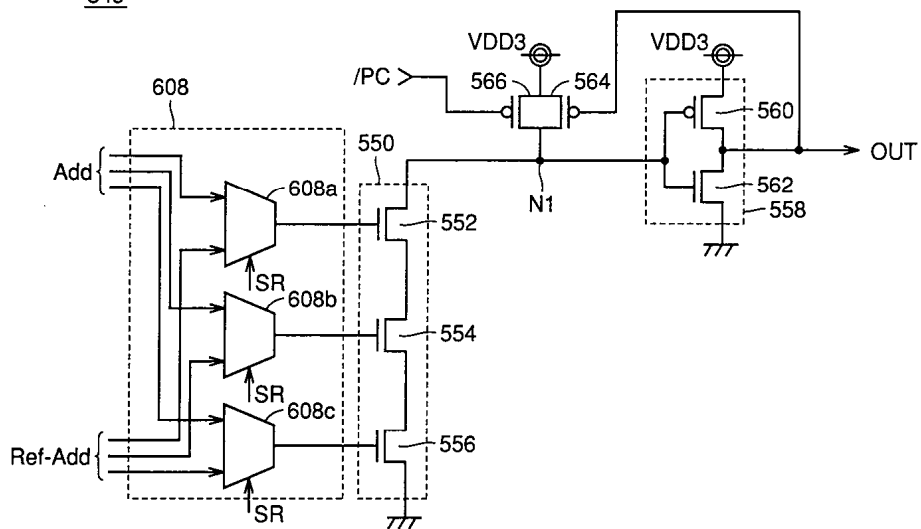 VDD3
VDD3
/PC
566
564
608
560
550
OUT
Add
608a
562
N1
552
558
SR
608b
554
SR
608c
Ref-Add
556
SR